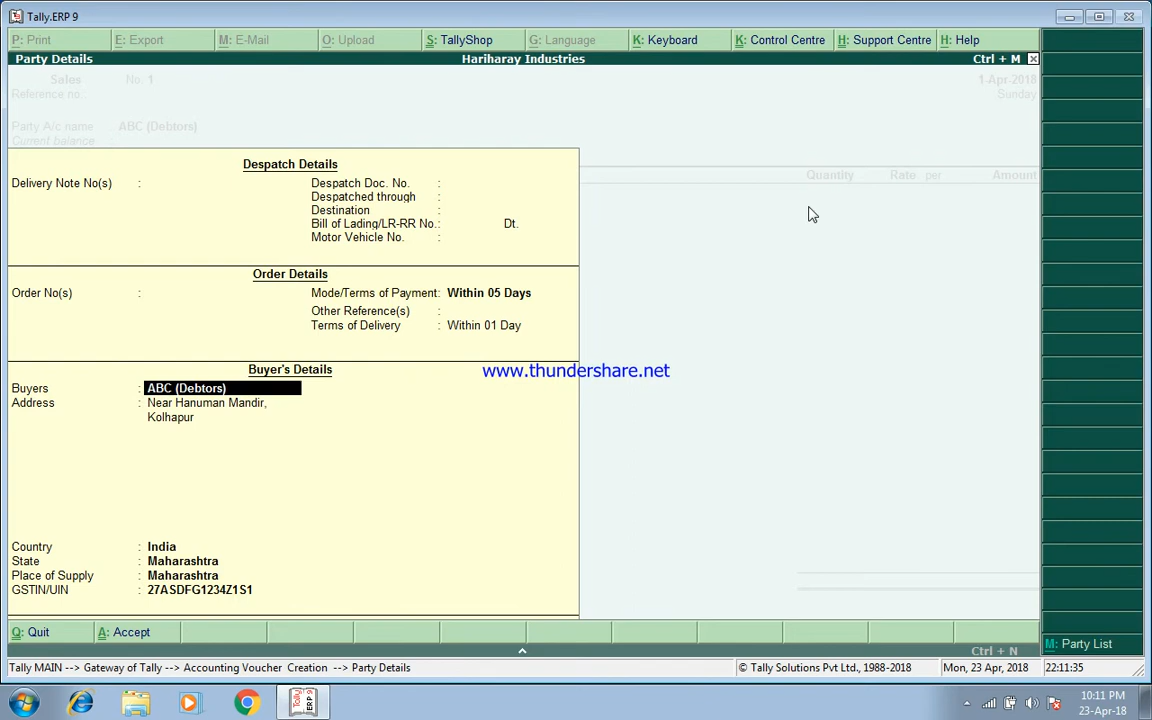 Tally.ERP 9
P: Print E: Export M: E-Mail O: Upload S: TallyShop G: Language K: Keyboard K: Control Centre H: Support Centre H: Help
Party Details Hariharay Industries Ctrl + M
Sales No. 1 1-Apr-2018
Reference no.: Sunday
Party A/c name : ABC (Debtors)
Current balance :
Quantity Rate per Amount
Despatch Details
Delivery Note No(s) : Despatch Doc. No. :
Despatched through :
Destination :
Bill of Lading/LR-RR No.: Dt.
Motor Vehicle No. :
Order Details
Order No(s) : Mode/Terms of Payment: Within 05 Days
Other Reference(s) :
Terms of Delivery : Within 01 Day
Buyer's Details
www.thundershare.net
Buyers : ABC (Debtors)
Address : Near Hanuman Mandir,
Kolhapur
Country : India
State : Maharashtra
Place of Supply : Maharashtra
GSTIN/UIN : 27ASDFG1234Z1S1
Q: Quit A: Accept
M: Party List
Ctrl + N
Tally MAIN --> Gateway of Tally --> Accounting Voucher Creation --> Party Details © Tally Solutions Pvt Ltd., 1988-2018 Mon, 23 Apr, 2018 22:11:35
Tally ERP 9
10:11 PM
23-Apr-18